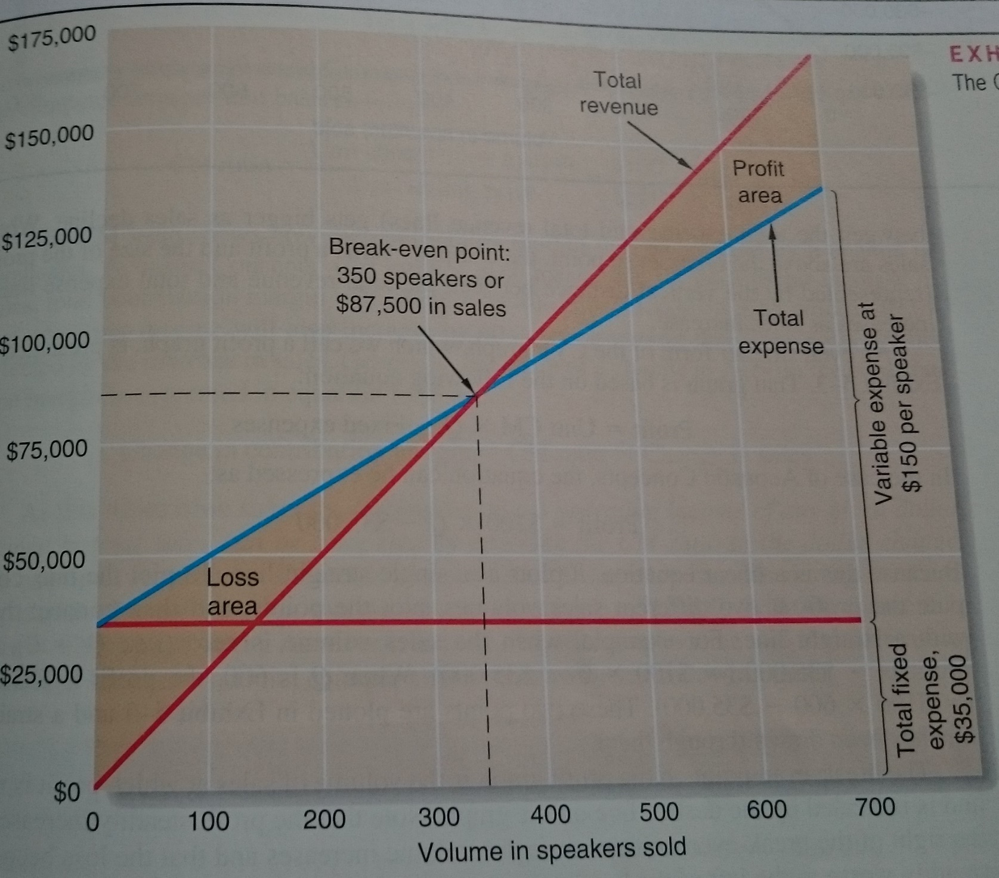 $175,000
$150,000
$125,000
$100,000
$75,000
$50,000
$25,000
$0
0 100 200 300 400 500 600 700
Volume in speakers sold
Total
revenue
Profit
area
Break-even point:
350 speakers or
$87,500 in sales
Total
expense
Loss
area
Variable expense at
$150 per speaker
Total fixed
expense,
$35,000
EXH
The